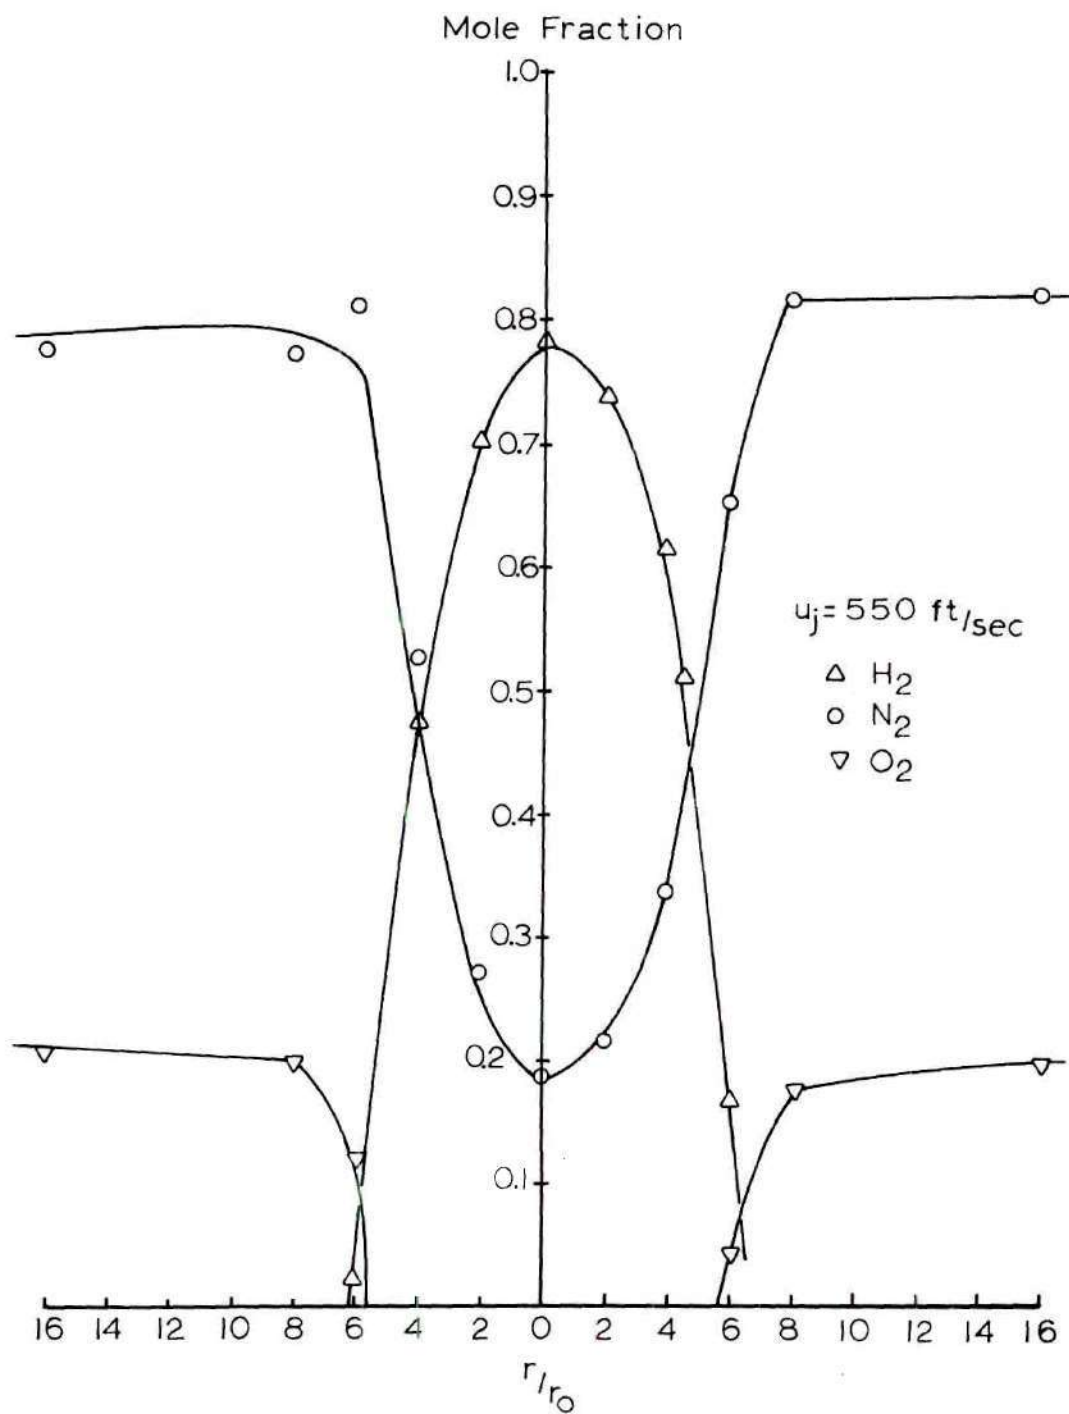 Mole Fraction
1.0
0.9
0.8
0.7
0.6
0.5
0.4
0.3
0.2
0.1
u_j = 550 ft/sec
△ H₂
○ N₂
▽ O₂
16 14 12 10 8 6 4 2 0 2 4 6 8 10 12 14 16
r/r₀